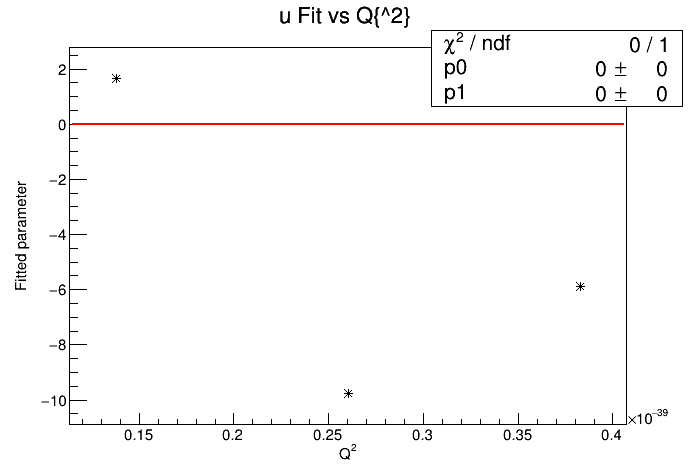 u Fit vs Q{^2}
χ² / ndf 0 / 1
p0 0 ± 0
p1 0 ± 0
2
0
−2
−4
−6
−8
−10
Fitted parameter
0.15 0.2 0.25 0.3 0.35 0.4
×10⁻³⁹
Q²